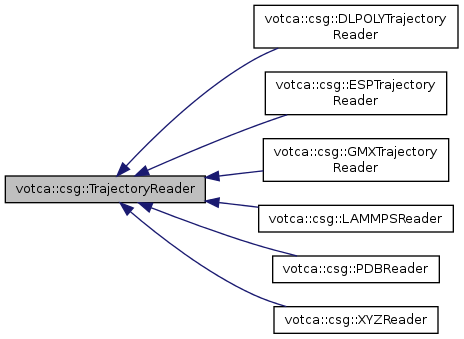 votca::csg::DLPOLYTrajectory
Reader
votca::csg::ESPTrajectory
Reader
votca::csg::GMXTrajectory
Reader
votca::csg::TrajectoryReader
votca::csg::LAMMPSReader
votca::csg::PDBReader
votca::csg::XYZReader